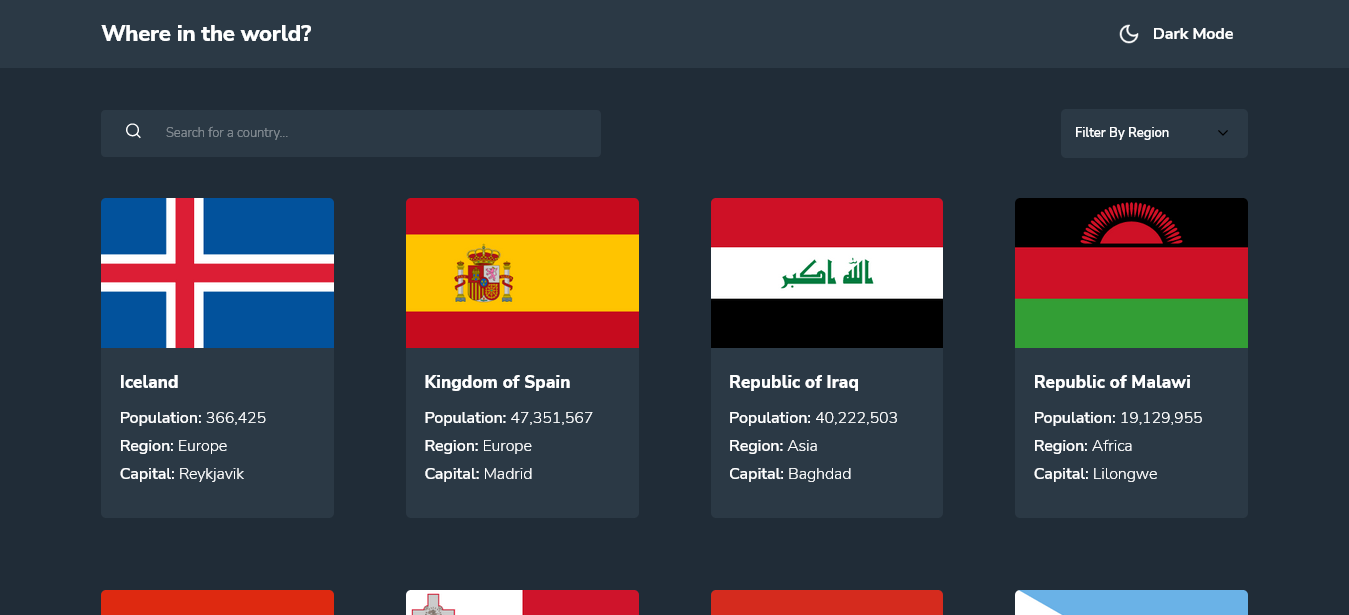 Where in the world?
Dark Mode
Search for a country...
Filter By Region
الله اكبر
Iceland
Population: 366,425
Region: Europe
Capital: Reykjavik
Kingdom of Spain
Population: 47,351,567
Region: Europe
Capital: Madrid
Republic of Iraq
Population: 40,222,503
Region: Asia
Capital: Baghdad
Republic of Malawi
Population: 19,129,955
Region: Africa
Capital: Lilongwe